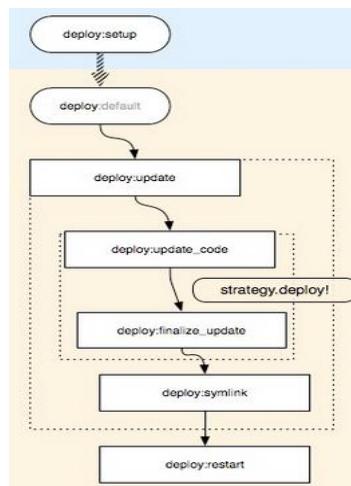 deploy:setup
deploy:default
deploy:update
deploy:update_code
strategy.deploy!
deploy:finalize_update
deploy:symlink
deploy:restart